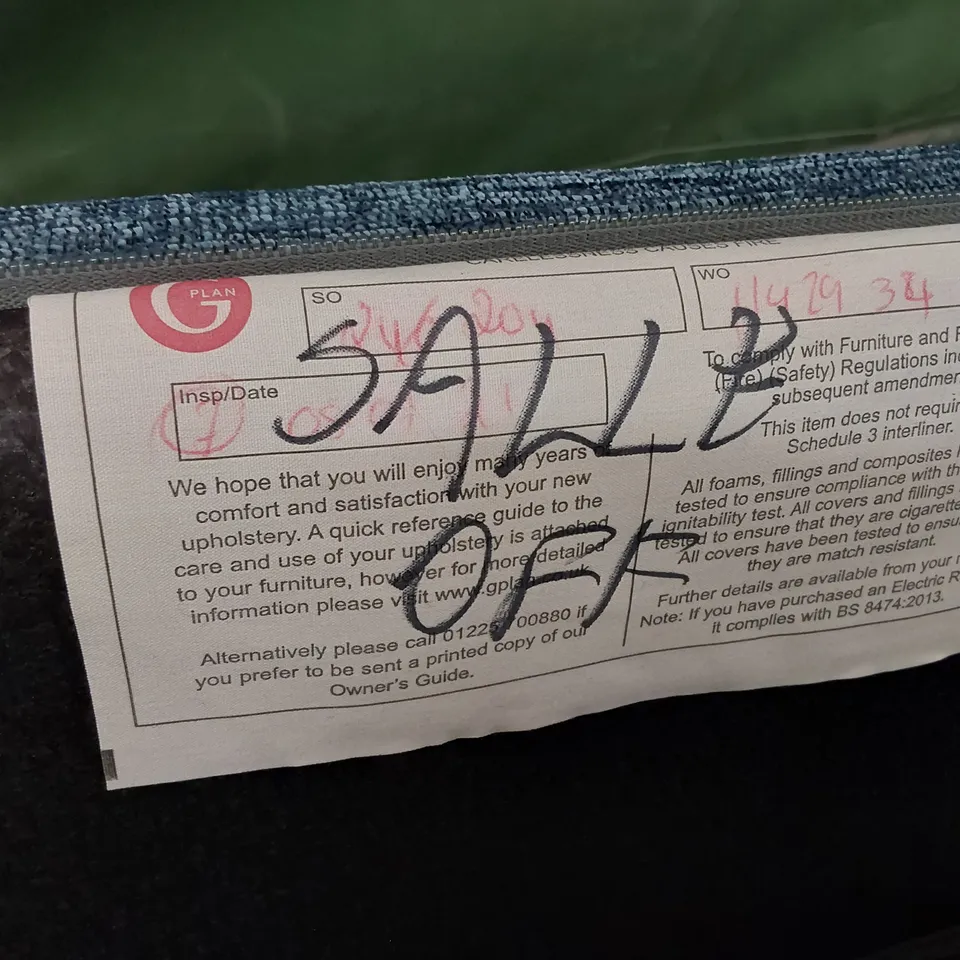 CARELESSNESS CAUSES FIRE
G PLAN
SO
WO
Insp/Date
SALLY
OFF
We hope that you will enjoy many years of
comfort and satisfaction with your new
upholstery. A quick reference guide to the
care and use of your upholstery is attached
to your furniture, however for more detailed
information please visit www.gplan.co.uk
Alternatively please call 01225 00880 if
you prefer to be sent a printed copy of our
Owner's Guide.
To comply with Furniture and F
(Fire) (Safety) Regulations inc
subsequent amendmen
This item does not requir
Schedule 3 interliner.
All foams, fillings and composites
tested to ensure compliance with th
ignitability test. All covers and fillings
tested to ensure that they are cigarette
All covers have been tested to ensu
they are match resistant.
Further details are available from your
Note: If you have purchased an Electric R
it complies with BS 8474:2013.